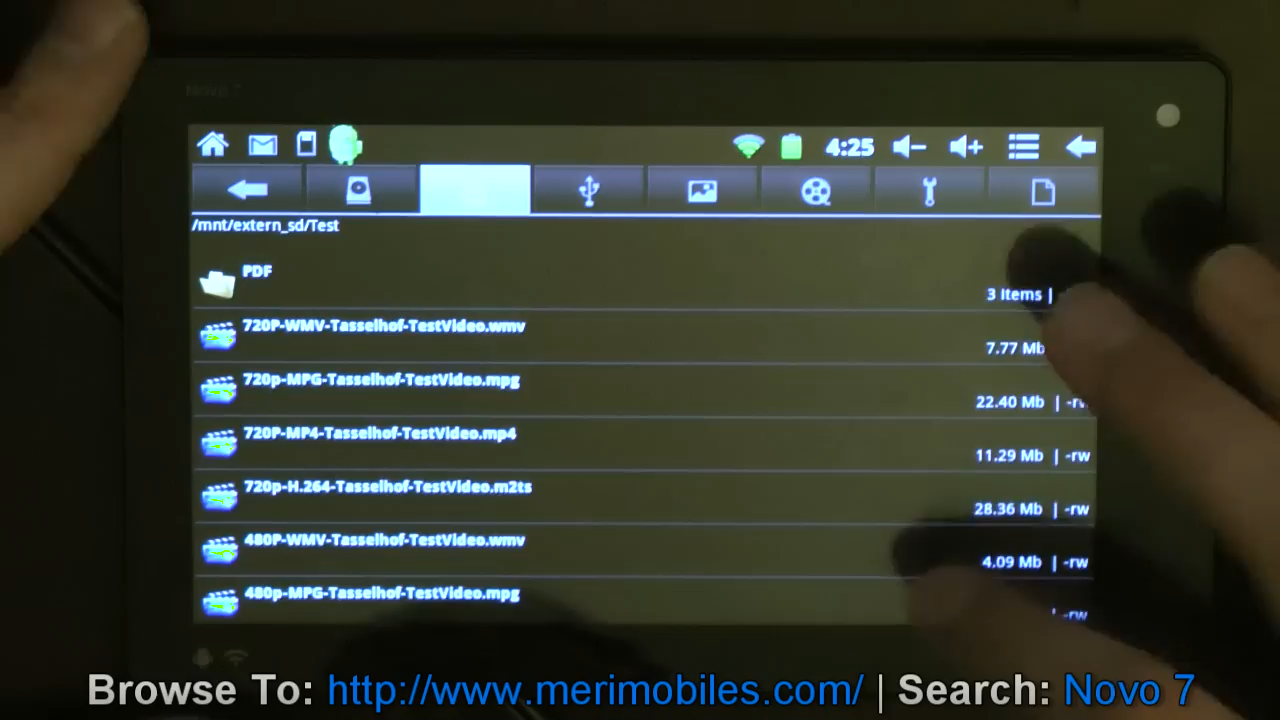 Novo 7
4:25
/mnt/extern_sd/Test
PDF
3 items |
720P-WMV-Tasselhof-TestVideo.wmv
7.77 Mb
720p-MPG-Tasselhof-TestVideo.mpg
22.40 Mb | -rw
720P-MP4-Tasselhof-TestVideo.mp4
11.29 Mb | -rw
720p-H.264-Tasselhof-TestVideo.m2ts
28.36 Mb | -rw
480P-WMV-Tasselhof-TestVideo.wmv
4.09 Mb | -rw
480p-MPG-Tasselhof-TestVideo.mpg
| -rw
Browse To: http://www.merimobiles.com/ | Search: Novo 7